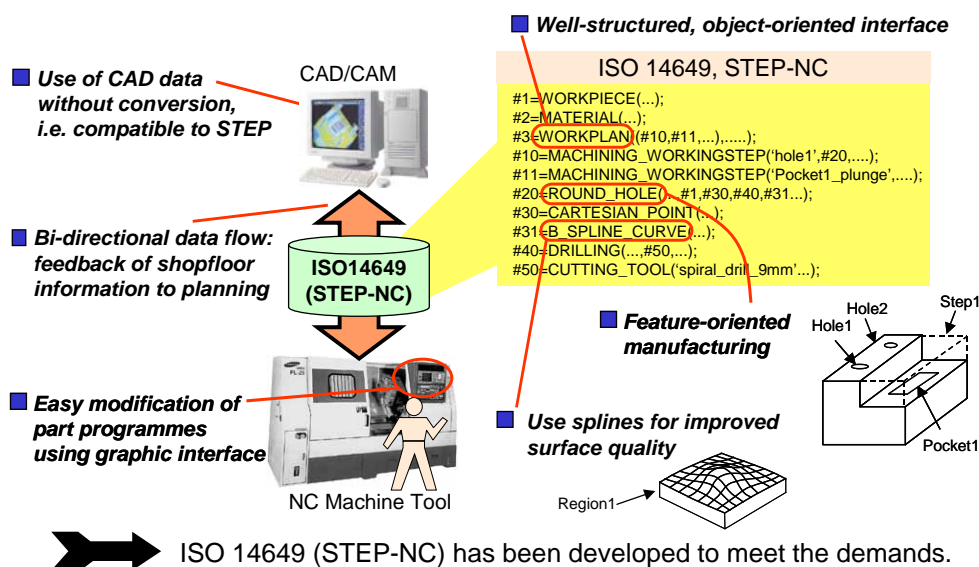 Well-structured, object-oriented interface
Use of CAD data
without conversion,
i.e. compatible to STEP
CAD/CAM
ISO 14649, STEP-NC
#1=WORKPIECE(...);
#2=MATERIAL(...);
#3=WORKPLAN((#10,#11,...),.....);
#10=MACHINING_WORKINGSTEP(‘hole1’,#20,....);
#11=MACHINING_WORKINGSTEP(‘Pocket1_plunge’,....);
#20=ROUND_HOLE(... #1,#30,#40,#31...);
#30=CARTESIAN_POINT(...);
#31=B_SPLINE_CURVE(...);
#40=DRILLING(...,#50,...);
#50=CUTTING_TOOL(‘spiral_drill_9mm’...);
Bi-directional data flow:
feedback of shopfloor
information to planning
ISO14649
(STEP-NC)
Feature-oriented
manufacturing
Hole1
Hole2
Step1
Pocket1
Easy modification of
part programmes
using graphic interface
NC Machine Tool
Use splines for improved
surface quality
Region1
ISO 14649 (STEP-NC) has been developed to meet the demands.